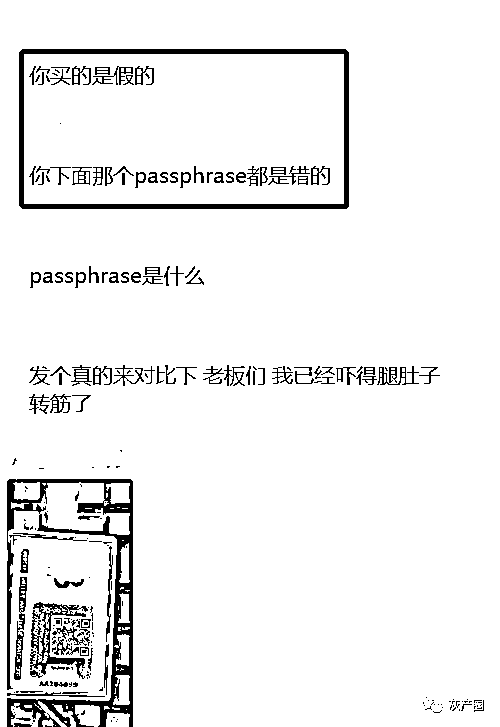 你买的是假的
你下面那个passphrase都是错的
passphrase是什么
发个真的来对比下 老板们 我已经吓得腿肚子
转筋了
灰产圈